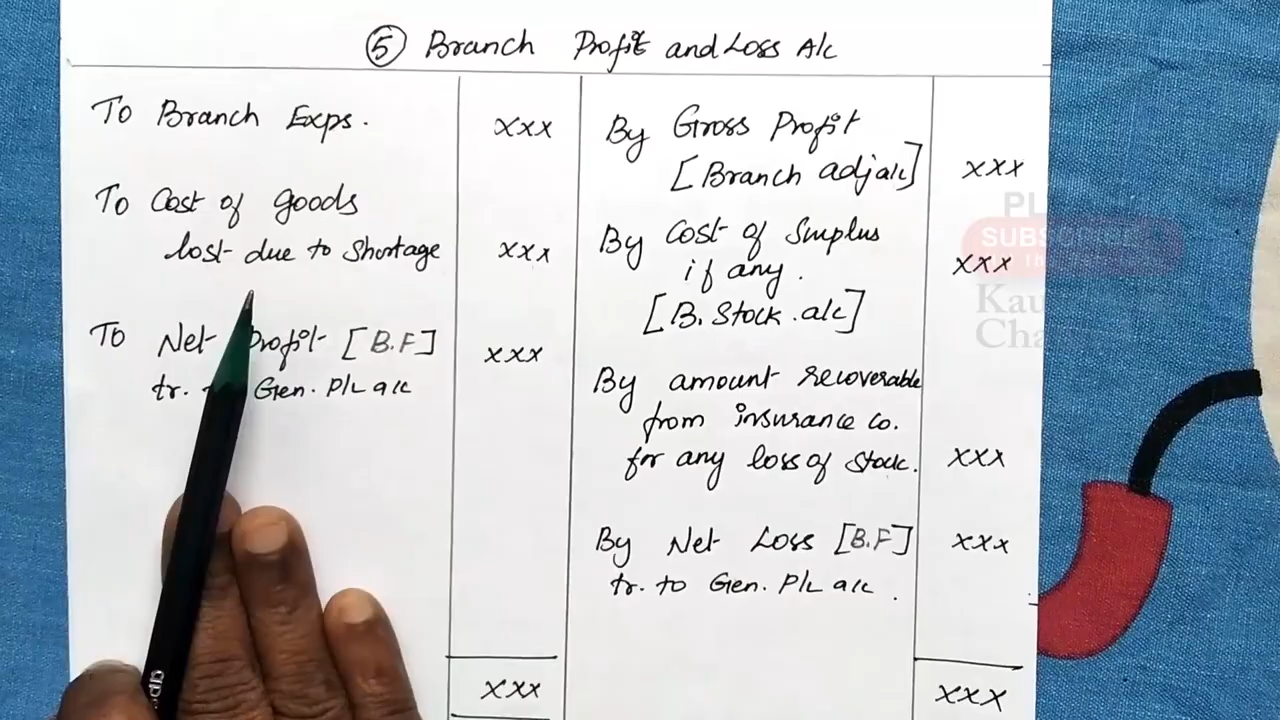 5 Branch Profit and Loss A/c
To Branch Exps. xxx
To Cost of goods
lost due to Shortage xxx
To Net Profit [B.F] xxx
tr. Gen. P/L a/c
xxx
By Gross Profit
[Branch adj a/c] xxx
By Cost of Surplus
if any. xxx
[B. Stock. a/c]
By amount recoverable
from insurance co.
for any loss of stock. xxx
By Net Loss [B.F] xxx
tr. to Gen. P/L a/c.
xxx
SUBSCRIBE